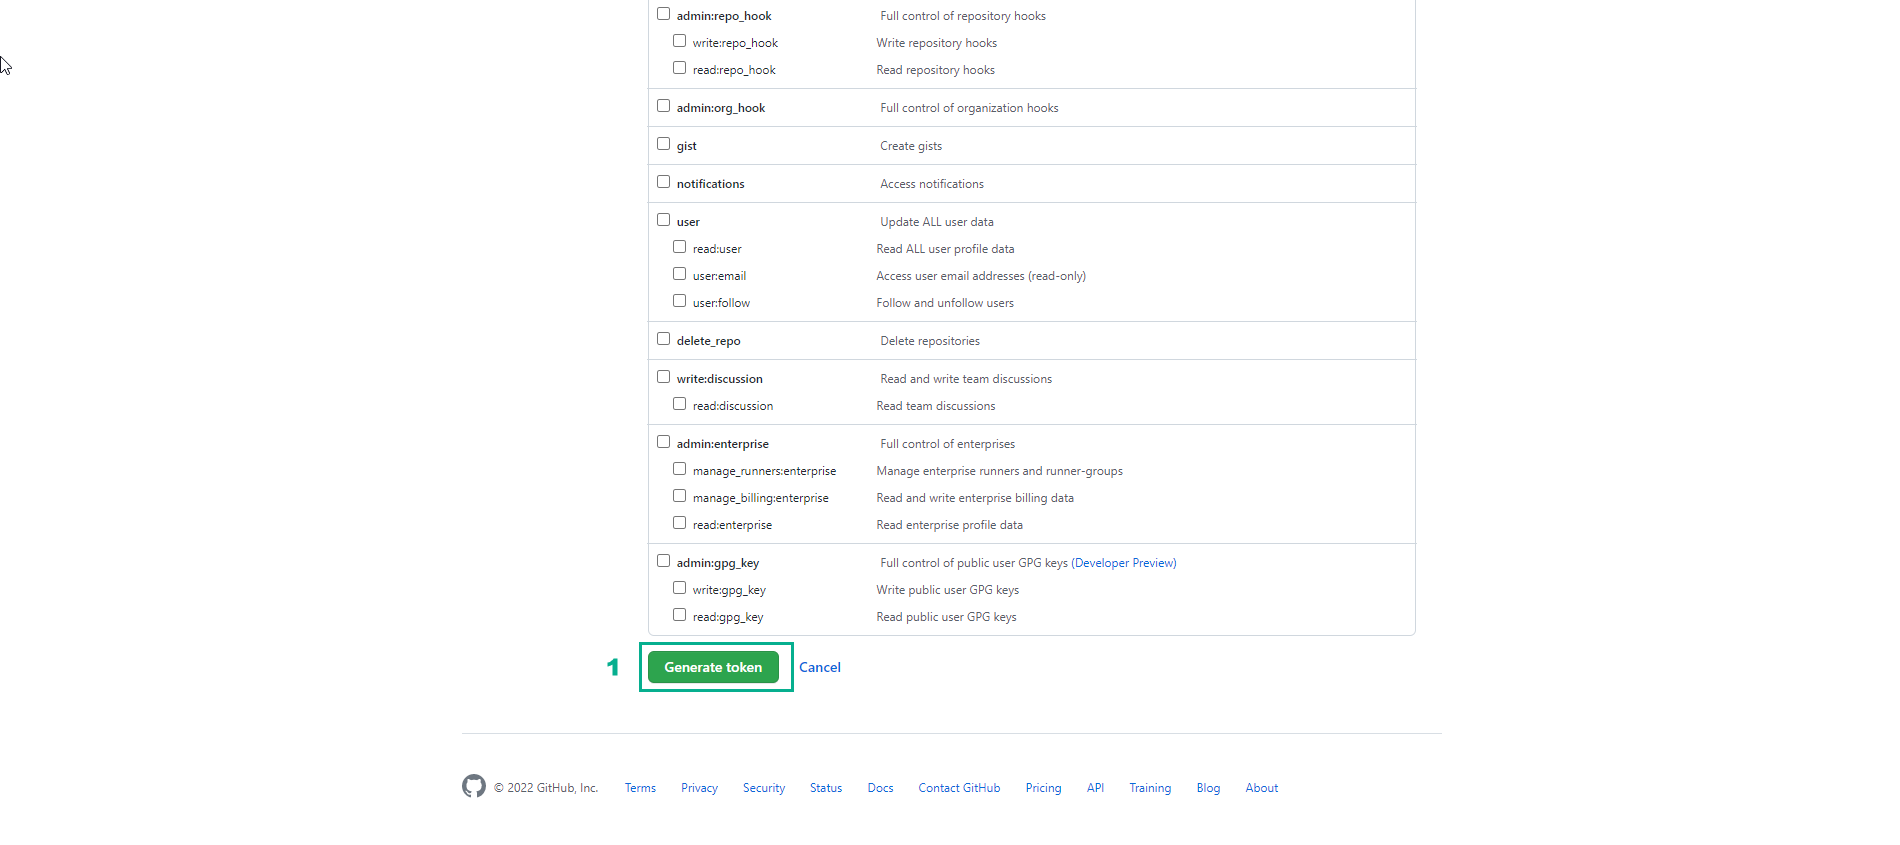 admin:repo_hook Full control of repository hooks
write:repo_hook Write repository hooks
read:repo_hook Read repository hooks
admin:org_hook Full control of organization hooks
gist Create gists
notifications Access notifications
user Update ALL user data
read:user Read ALL user profile data
user:email Access user email addresses (read-only)
user:follow Follow and unfollow users
delete_repo Delete repositories
write:discussion Read and write team discussions
read:discussion Read team discussions
admin:enterprise Full control of enterprises
manage_runners:enterprise Manage enterprise runners and runner-groups
manage_billing:enterprise Read and write enterprise billing data
read:enterprise Read enterprise profile data
admin:gpg_key Full control of public user GPG keys (Developer Preview)
write:gpg_key Write public user GPG keys
read:gpg_key Read public user GPG keys
1 Generate token Cancel
© 2022 GitHub, Inc. Terms Privacy Security Status Docs Contact GitHub Pricing API Training Blog About